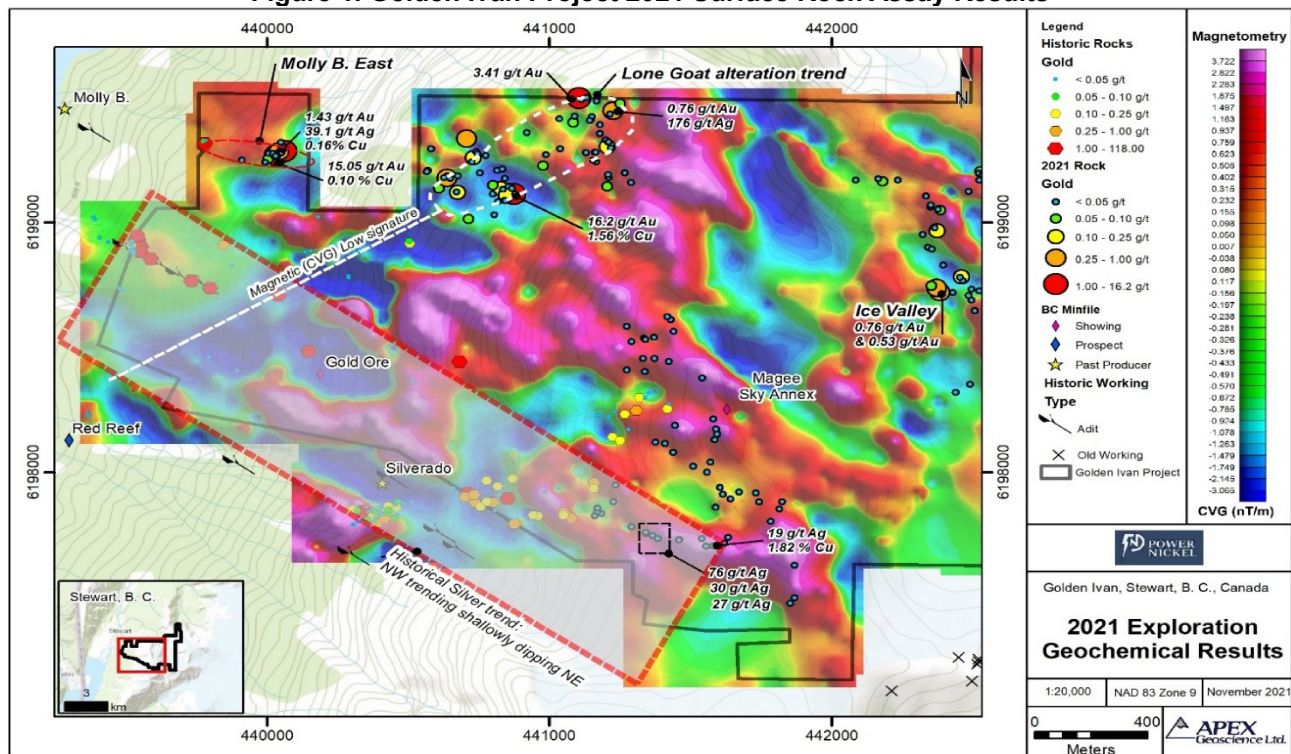 Figure 1: Golden Ivan Project 2021 Surface Rock Assay Results
440000
441000
442000
Molly B.
Molly B. East
1.43 g/t Au
39.1 g/t Ag
0.16% Cu
15.05 g/t Au
0.10 % Cu
3.41 g/t Au
Lone Goat alteration trend
0.76 g/t Au
176 g/t Ag
16.2 g/t Au
1.56 % Cu
N
6199000
6199000
Magnetic (CVG) Low signature
Gold Ore
Ice Valley
0.76 g/t Au
& 0.53 g/t Au
Magee
Sky Annex
Red Reef
Silverado
6198000
6198000
19 g/t Ag
1.82 % Cu
76 g/t Ag
30 g/t Ag
27 g/t Ag
Historical Silver trend:
NW trending shallowly dipping NE
Stewart, B. C.
Stewart
3
km
440000
441000
442000
Legend
Historic Rocks
Gold
< 0.05 g/t
0.05 - 0.10 g/t
0.10 - 0.25 g/t
0.25 - 1.00 g/t
1.00 - 118.00
2021 Rock
Gold
<0.05 g/t
0.05 - 0.10 g/t
0.10 - 0.25 g/t
0.25 - 1.00 g/t
1.00 - 16.2 g/t
BC Minfile
Showing
Prospect
Past Producer
Historic Working
Type
Adit
Old Working
Golden Ivan Project
Magnetometry
3.722
2.622
2.283
1.875
1.497
1.163
0.937
0.759
0.623
0.505
0.402
0.315
0.232
0.155
0.098
0.050
0.007
-0.038
-0.080
-0.117
-0.156
-0.197
-0.238
-0.281
-0.326
-0.376
-0.433
-0.491
-0.570
-0.672
-0.785
-0.924
-1.078
-1.263
-1.479
-1.749
-2.145
-3.065
CVG (nT/m)
POWER
NICKEL
Golden Ivan, Stewart, B. C., Canada
2021 Exploration
Geochemical Results
1:20,000
NAD 83 Zone 9
November 2021
0
400
Meters
APEX
Geoscience Ltd.